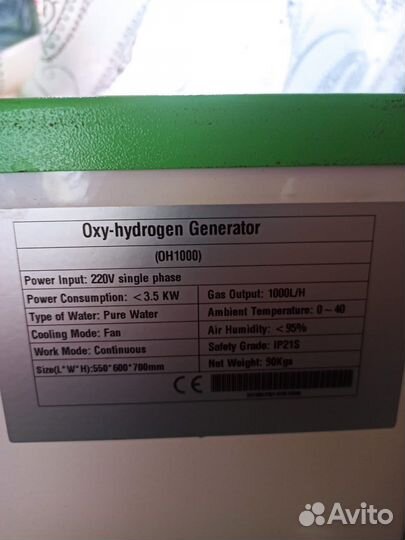 Oxy-hydrogen Generator
(OH1000)
Power Input: 220V single phase
Power Consumption: <3.5 KW Gas Output: 1000L/H
Type of Water: Pure Water Ambient Temperature: 0~40
Cooling Mode: Fan Air Humidity: <95%
Work Mode: Continuous Safety Grade: IP21S
Size(L*W*H):550*600*700mm Net Weight: 90Kgs
CE
Avito